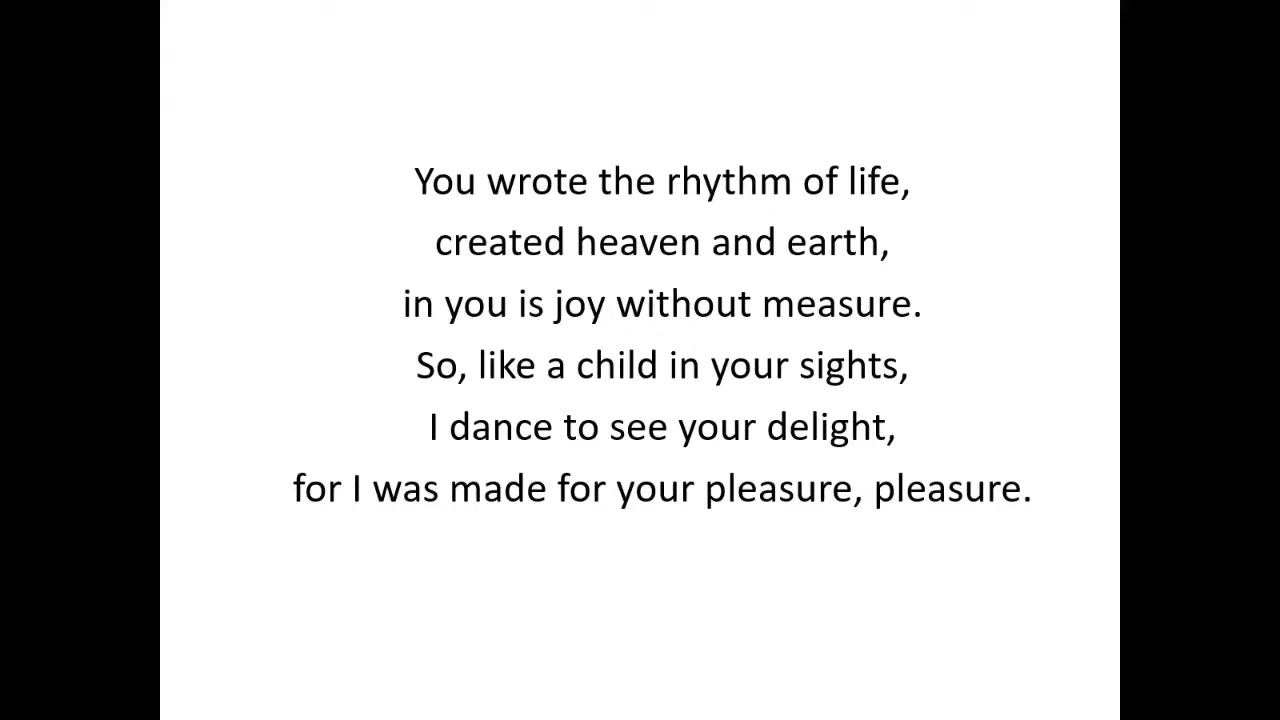 You wrote the rhythm of life,
created heaven and earth,
in you is joy without measure.
So, like a child in your sights,
I dance to see your delight,
for I was made for your pleasure, pleasure.